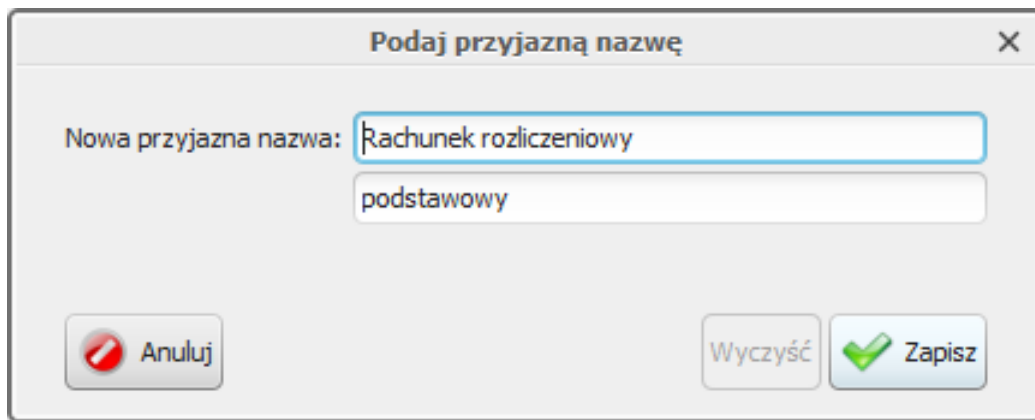 Podaj przyjazną nazwę
Nowa przyjazna nazwa: Rachunek rozliczeniowy
podstawowy
Anuluj Wyczyść Zapisz